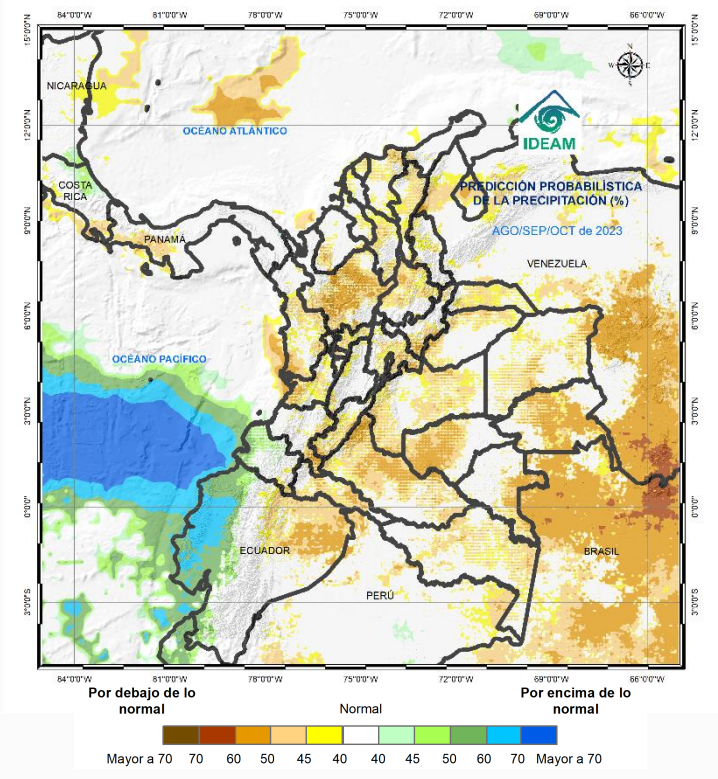 84°0'0"W 81°0'0"W 78°0'0"W 75°0'0"W 72°0'0"W 69°0'0"W 66°0'0"W
15°0'0"N 15°0'0"N
N
W E
S
NICARAGUA
OCÉANO ATLÁNTICO
12°0'0"N 12°0'0"N
IDEAM
COSTA
RICA
PREDICCIÓN PROBABILÍSTICA
DE LA PRECIPITACIÓN (%)
9°0'0"N 9°0'0"N
AGO/SEP/OCT de 2023
PANAMÁ
VENEZUELA
6°0'0"N 6°0'0"N
OCÉANO PACÍFICO
3°0'0"N 3°0'0"N
0°0'0" 0°0'0"
ECUADOR BRASIL
PERÚ
3°0'0"S 3°0'0"S
84°0'0"W 81°0'0"W 78°0'0"W 75°0'0"W 72°0'0"W 69°0'0"W 66°0'0"W
Por debajo de lo
normal
Normal
Por encima de lo
normal
Mayor a 70 70 60 50 45 40 40 45 50 60 70 Mayor a 70